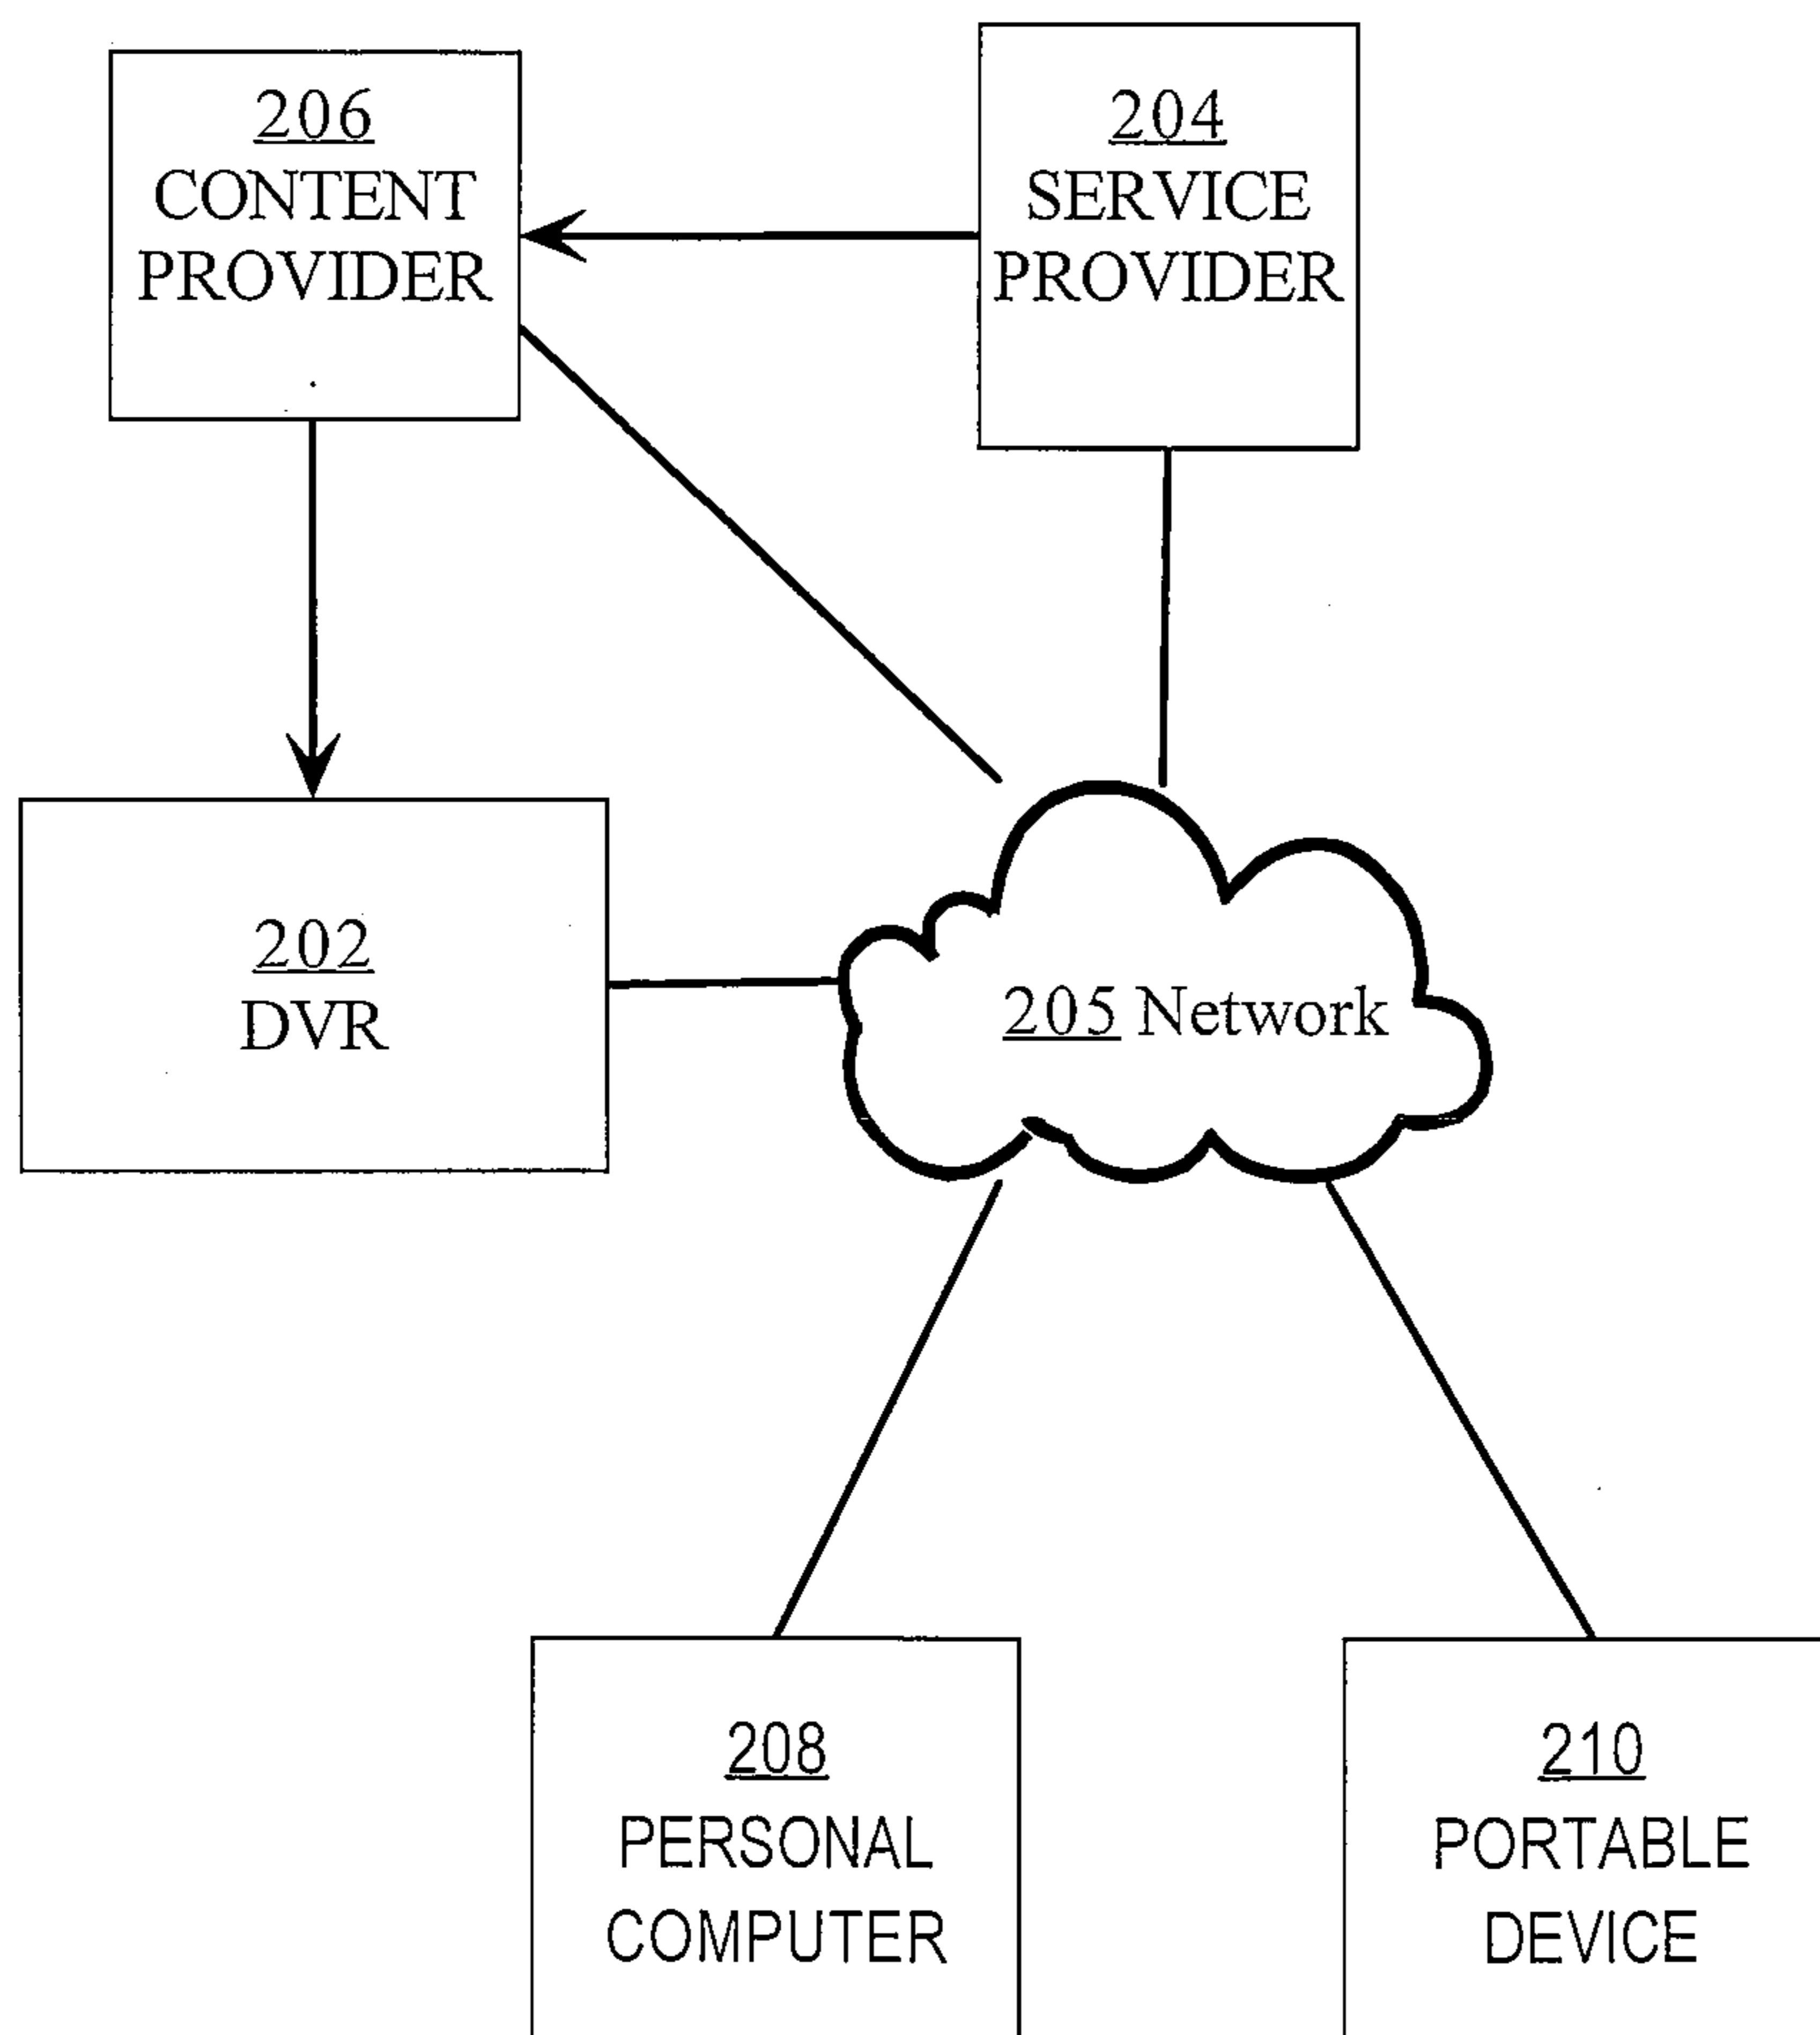 206
CONTENT
PROVIDER
204
SERVICE
PROVIDER
202
DVR
205 Network
208
PERSONAL
COMPUTER
210
PORTABLE
DEVICE